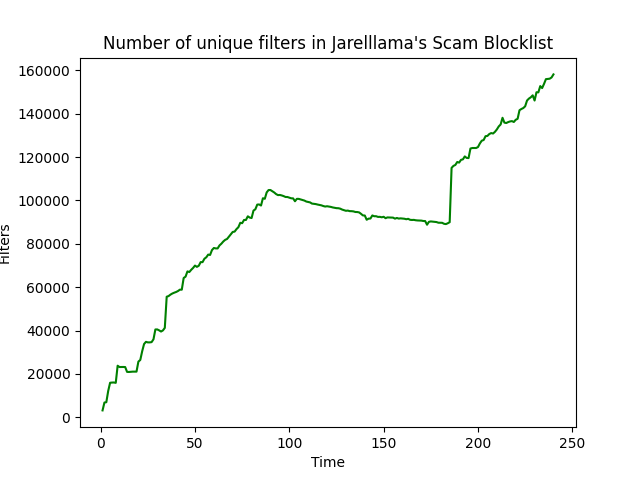 Number of unique filters in Jarelllama's Scam Blocklist
160000
140000
120000
100000
80000
60000
40000
20000
0
Filters
0 50 100 150 200 250
Time